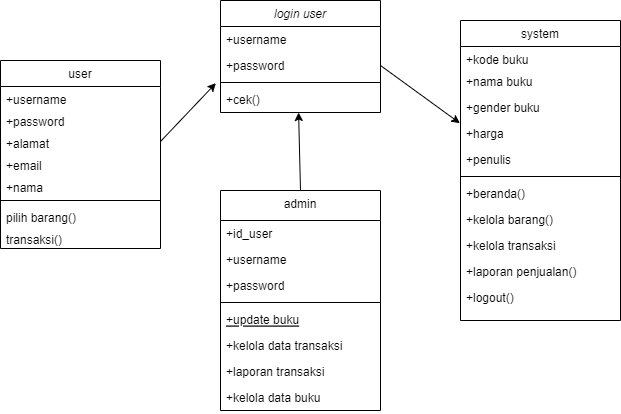 login user
+username
+password
+cek()
system
+kode buku
+nama buku
+gender buku
+harga
+penulis
+beranda()
+kelola barang()
+kelola transaksi
+laporan penjualan()
+logout()
user
+username
+password
+alamat
+email
+nama
pilih barang()
transaksi()
admin
+id_user
+username
+password
+update buku
+kelola data transaksi
+laporan transaksi
+kelola data buku